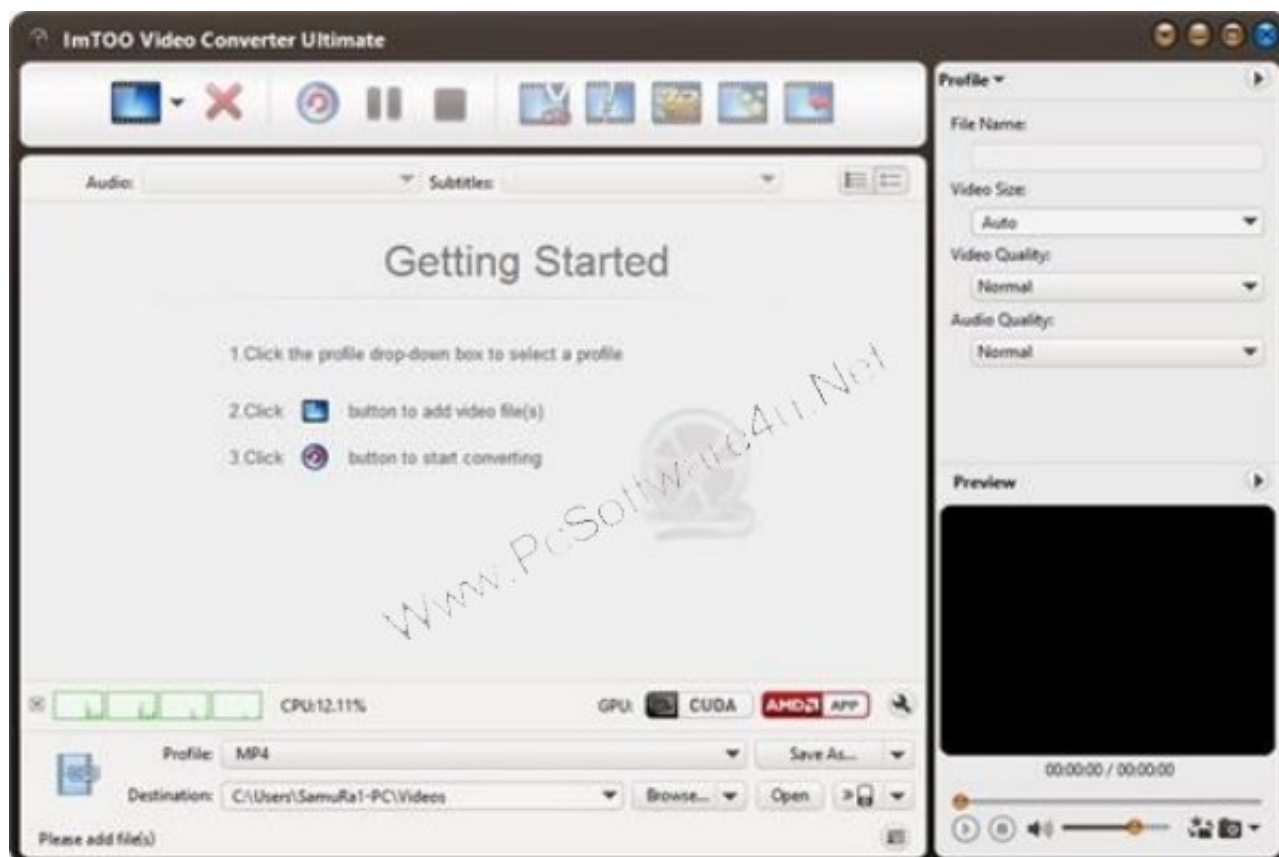 ImTOO Video Converter Ultimate
Audio: Subtitles:
Getting Started
1.Click the profile drop-down box to select a profile
2.Click button to add video file(s)
3.Click button to start converting
Www.PcSoftware4u.Net
CPU:12.11% GPU: CUDA AMD APP
Profile: MP4 Save As...
Destination: C:\Users\SamuRa1-PC\Videos Browse... Open
Please add file(s)
Profile
File Name:
Video Size:
Auto
Video Quality:
Normal
Audio Quality:
Normal
Preview
00:00:00 / 00:00:00